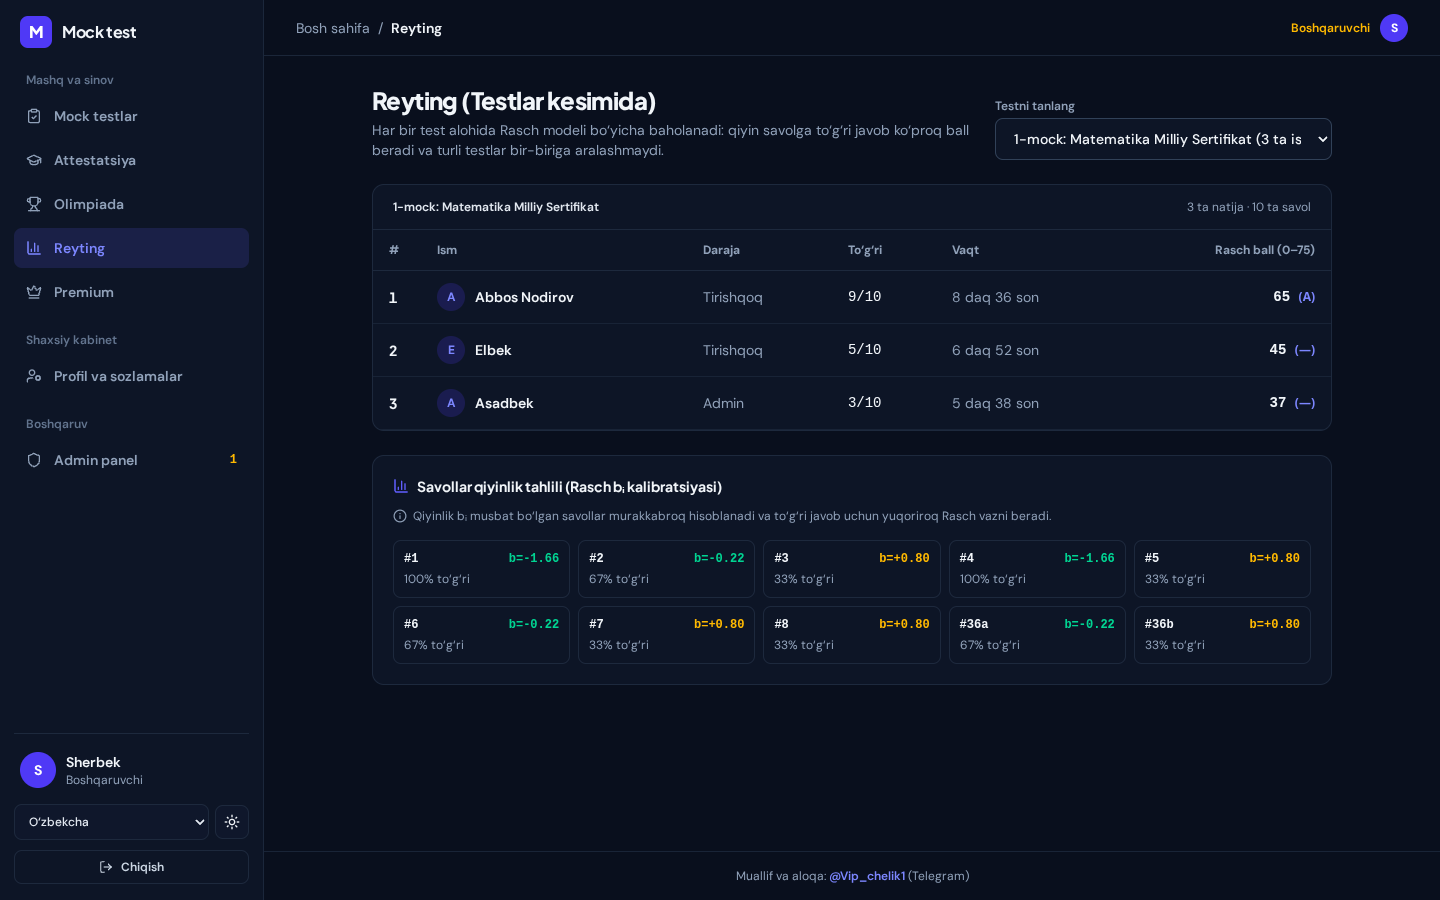 M Mock test
Mashq va sinov
Mock testlar
Attestatsiya
Olimpiada
Reyting
Premium
Shaxsiy kabinet
Profil va sozlamalar
Boshqaruv
Admin panel 1
S Sherbek
Boshqaruvchi
O‘zbekcha
Chiqish
Bosh sahifa / Reyting
Boshqaruvchi S
Reyting (Testlar kesimida)
Har bir test alohida Rasch modeli bo‘yicha baholanadi: qiyin savolga to‘g‘ri javob ko‘proq ball
beradi va turli testlar bir-biriga aralashmaydi.
Testni tanlang
1-mock: Matematika Milliy Sertifikat (3 ta is
1-mock: Matematika Milliy Sertifikat 3 ta natija · 10 ta savol
# Ism Daraja To‘g‘ri Vaqt Rasch ball (0–75)
1 A Abbos Nodirov Tirishqoq 9/10 8 daq 36 son 65 (A)
2 E Elbek Tirishqoq 5/10 6 daq 52 son 45 (—)
3 A Asadbek Admin 3/10 5 daq 38 son 37 (—)
Savollar qiyinlik tahlili (Rasch bᵢ kalibratsiyasi)
Qiyinlik bᵢ musbat bo‘lgan savollar murakkabroq hisoblanadi va to‘g‘ri javob uchun yuqoriroq Rasch vazni beradi.
#1 b=-1.66 #2 b=-0.22 #3 b=+0.80 #4 b=-1.66 #5 b=+0.80
100% to‘g‘ri 67% to‘g‘ri 33% to‘g‘ri 100% to‘g‘ri 33% to‘g‘ri
#6 b=-0.22 #7 b=+0.80 #8 b=+0.80 #36a b=-0.22 #36b b=+0.80
67% to‘g‘ri 33% to‘g‘ri 33% to‘g‘ri 67% to‘g‘ri 33% to‘g‘ri
Muallif va aloqa: @Vip_chelik1 (Telegram)